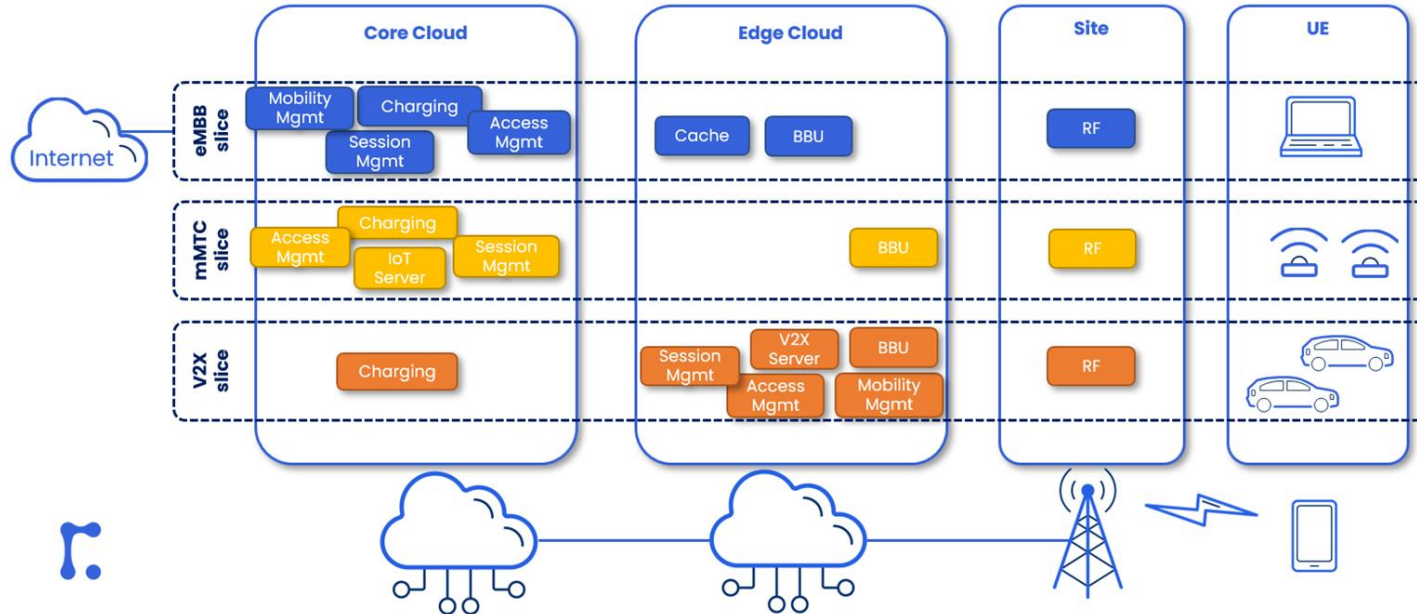 Core Cloud
Edge Cloud
Site
UE
Internet
eMBB
slice
Mobility
Mgmt
Charging
Access
Mgmt
Session
Mgmt
Cache
BBU
RF
mMTC
slice
Charging
Access
Mgmt
IoT
Server
Session
Mgmt
BBU
RF
V2X
slice
Charging
Session
Mgmt
V2X
Server
BBU
Access
Mgmt
Mobility
Mgmt
RF
r.